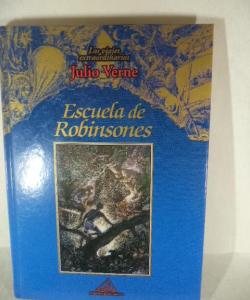 Los viajes
extraordinarios
Julio Verne
Escuela de
Robinsones